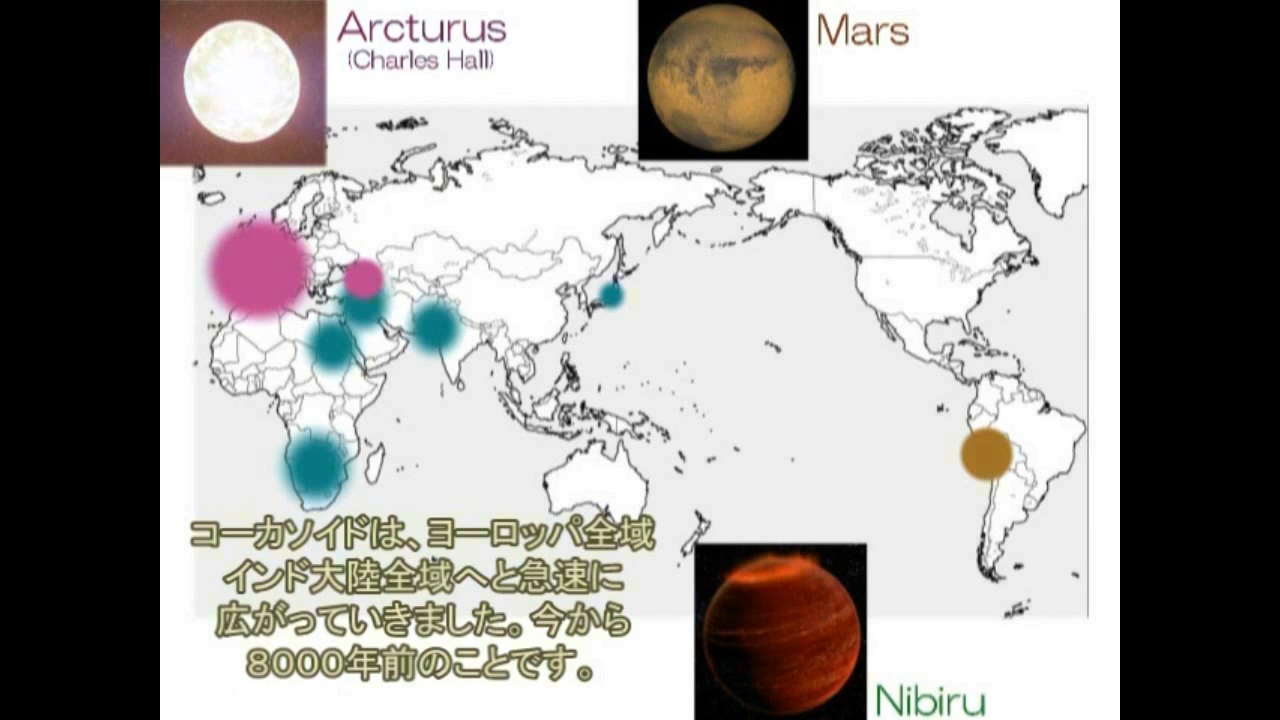 Arcturus
(Charles Hall)
Mars
コーカソイドは、ヨーロッパ全域
インド大陸全域へと急速に
広がっていきました。今から
8000年前のことです。
Nibiru